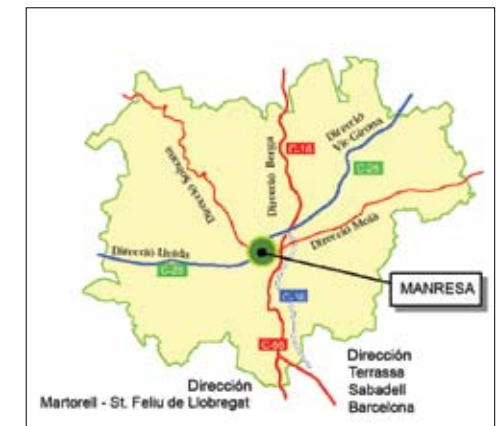 Direcció
Vic-Girona
Direcció Berga
C-16
C-25
Direcció Solsona
Direcció Moià
Direcció Lleida
C-25
MANRESA
C-16
C-55
Dirección
Terrassa
Sabadell
Barcelona
Dirección
Martorell - St. Feliu de Llobregat